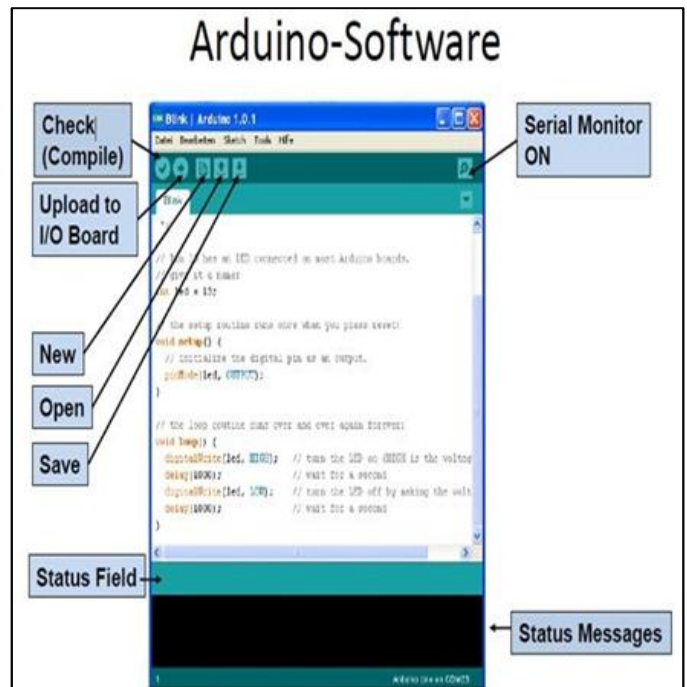 Arduino-Software
Check
(Compile)
Upload to
I/O Board
New
Open
Save
Status Field
Serial Monitor
ON
Status Messages
Blink | Arduino 1.0.1
Datei Bearbeiten Sketch Tools Hilfe
Blink
// Pin 13 has an LED connected on most Arduino boards.
// give it a name:
int led = 13;
// the setup routine runs once when you press reset:
void setup() {
// initialize the digital pin as an output.
pinMode(led, OUTPUT);
}
// the loop routine runs over and over again forever:
void loop() {
digitalWrite(led, HIGH); // turn the LED on (HIGH is the voltag
delay(1000); // wait for a second
digitalWrite(led, LOW); // turn the LED off by making the volt
delay(1000); // wait for a second
}
1